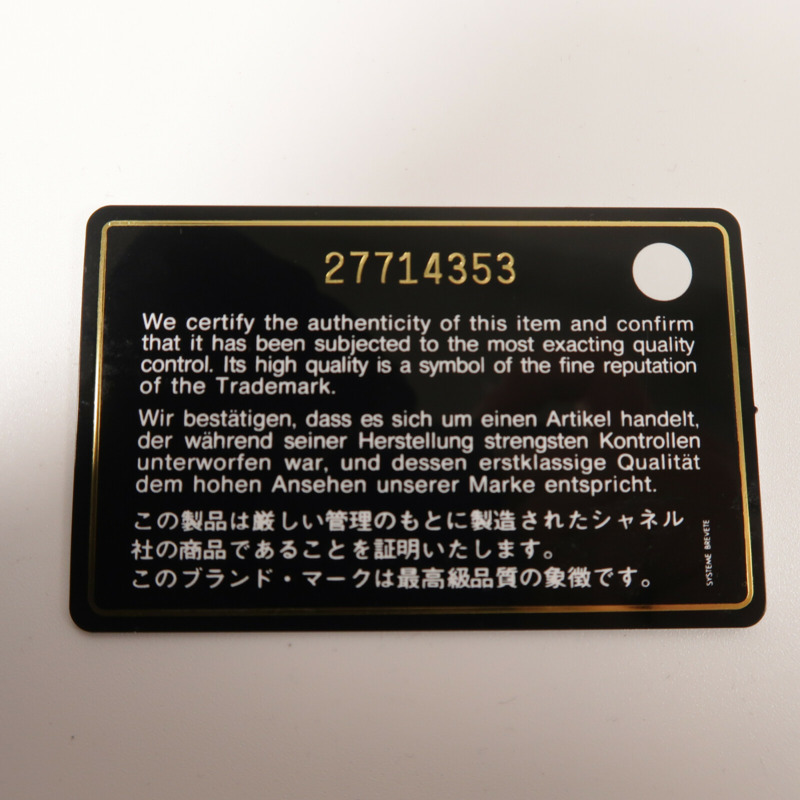 27714353
We certify the authenticity of this item and confirm
that it has been subjected to the most exacting quality
control. Its high quality is a symbol of the fine reputation
of the Trademark.
Wir bestätigen, dass es sich um einen Artikel handelt,
der während seiner Herstellung strengsten Kontrollen
unterworfen war, und dessen erstklassige Qualität
dem hohen Ansehen unserer Marke entspricht.
この製品は厳しい管理のもとに製造されたシャネル
社の商品であることを証明いたします。
このブランド・マークは最高級品質の象徴です。
SYSTEME BREVETE